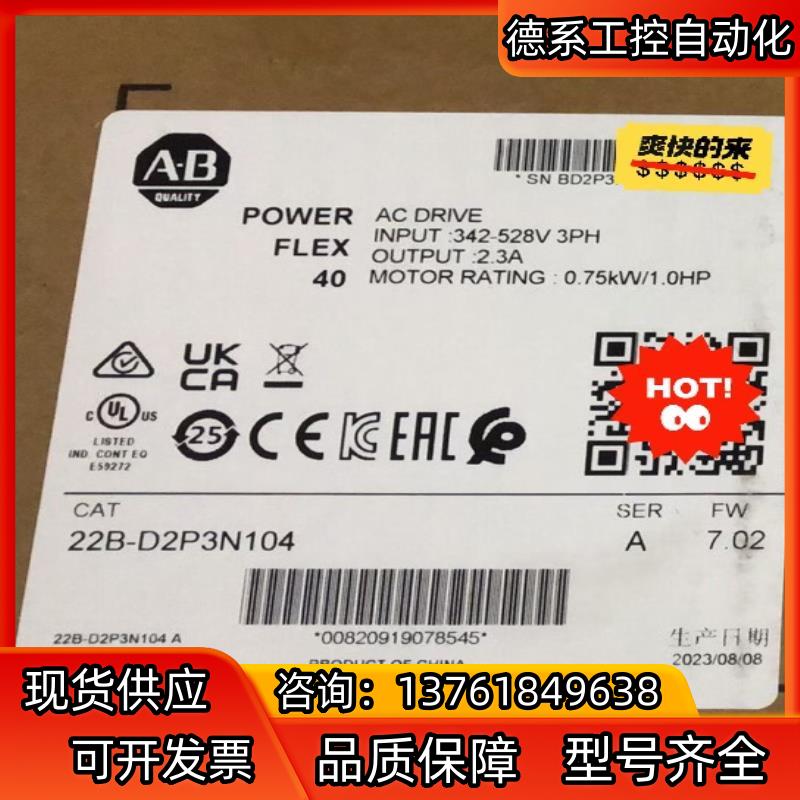 德系工控自动化
A-B
QUALITY
爽快的来
$$$$$$
* SN BD2P3
POWER
FLEX
40
AC DRIVE
INPUT :342-528V 3PH
OUTPUT :2.3A
MOTOR RATING : 0.75kW/1.0HP
UK
CA
C UL US
LISTED
IND. CONT EQ
E59272
25
CE
EAC
HOT!
CAT
SER
FW
22B-D2P3N104
A
7.02
22B-D2P3N104 A
*00820919078545*
PRODUCT OF CHINA
生产日期
2023/08/08
现货供应
咨询：13761849638
可开发票
品质保障
型号齐全